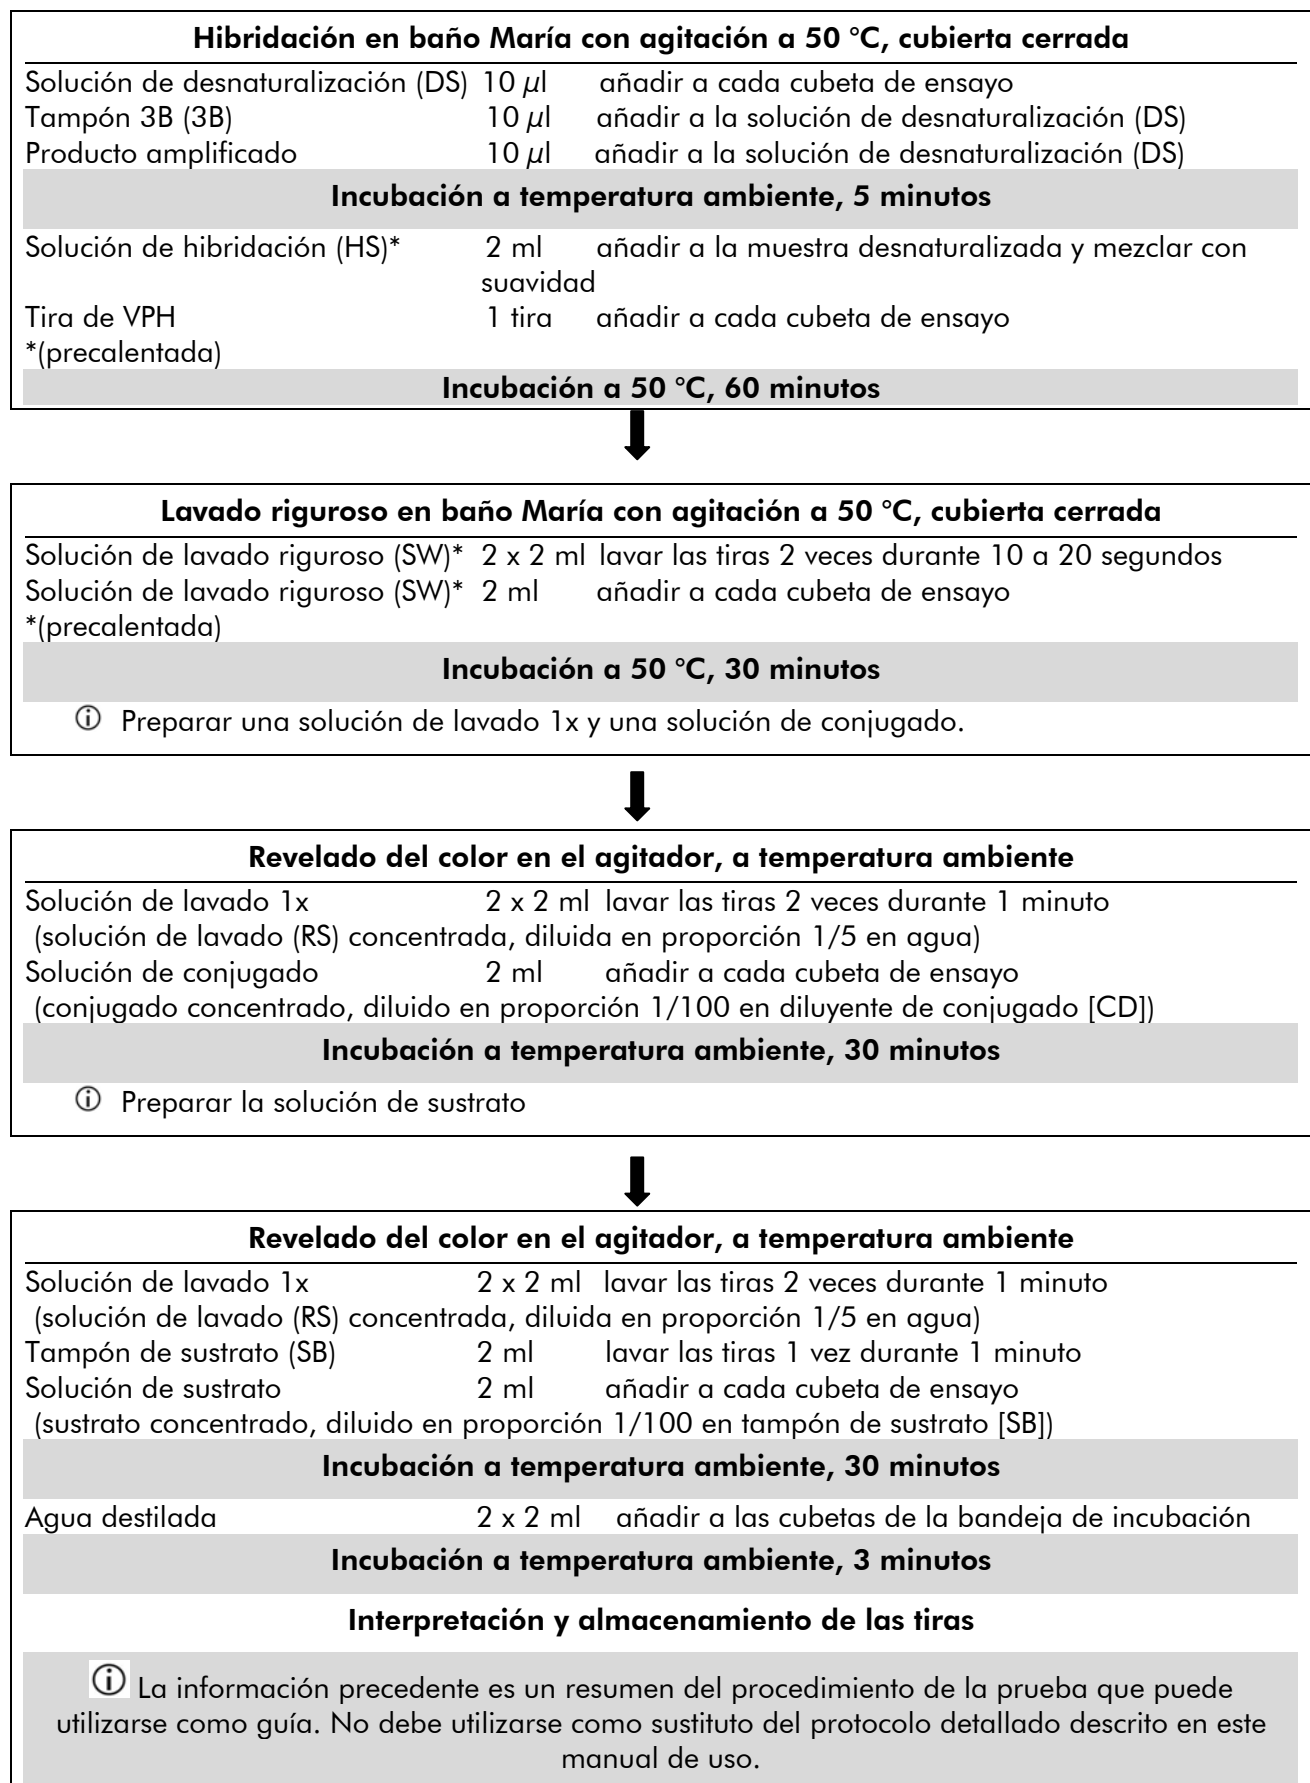 Hibridación en baño María con agitación a 50 °C, cubierta cerrada
Solución de desnaturalización (DS) 10 µl añadir a cada cubeta de ensayo
Tampón 3B (3B) 10 µl añadir a la solución de desnaturalización (DS)
Producto amplificado 10 µl añadir a la solución de desnaturalización (DS)
Incubación a temperatura ambiente, 5 minutos
Solución de hibridación (HS)* 2 ml añadir a la muestra desnaturalizada y mezclar con
suavidad
Tira de VPH 1 tira añadir a cada cubeta de ensayo
*(precalentada)
Incubación a 50 °C, 60 minutos
Lavado riguroso en baño María con agitación a 50 °C, cubierta cerrada
Solución de lavado riguroso (SW)* 2 x 2 ml lavar las tiras 2 veces durante 10 a 20 segundos
Solución de lavado riguroso (SW)* 2 ml añadir a cada cubeta de ensayo
*(precalentada)
Incubación a 50 °C, 30 minutos
Preparar una solución de lavado 1x y una solución de conjugado.
Revelado del color en el agitador, a temperatura ambiente
Solución de lavado 1x 2 x 2 ml lavar las tiras 2 veces durante 1 minuto
(solución de lavado (RS) concentrada, diluida en proporción 1/5 en agua)
Solución de conjugado 2 ml añadir a cada cubeta de ensayo
(conjugado concentrado, diluido en proporción 1/100 en diluyente de conjugado [CD])
Incubación a temperatura ambiente, 30 minutos
Preparar la solución de sustrato
Revelado del color en el agitador, a temperatura ambiente
Solución de lavado 1x 2 x 2 ml lavar las tiras 2 veces durante 1 minuto
(solución de lavado (RS) concentrada, diluida en proporción 1/5 en agua)
Tampón de sustrato (SB) 2 ml lavar las tiras 1 vez durante 1 minuto
Solución de sustrato 2 ml añadir a cada cubeta de ensayo
(sustrato concentrado, diluido en proporción 1/100 en tampón de sustrato [SB])
Incubación a temperatura ambiente, 30 minutos
Agua destilada 2 x 2 ml añadir a las cubetas de la bandeja de incubación
Incubación a temperatura ambiente, 3 minutos
Interpretación y almacenamiento de las tiras
La información precedente es un resumen del procedimiento de la prueba que puede
utilizarse como guía. No debe utilizarse como sustituto del protocolo detallado descrito en este
manual de uso.